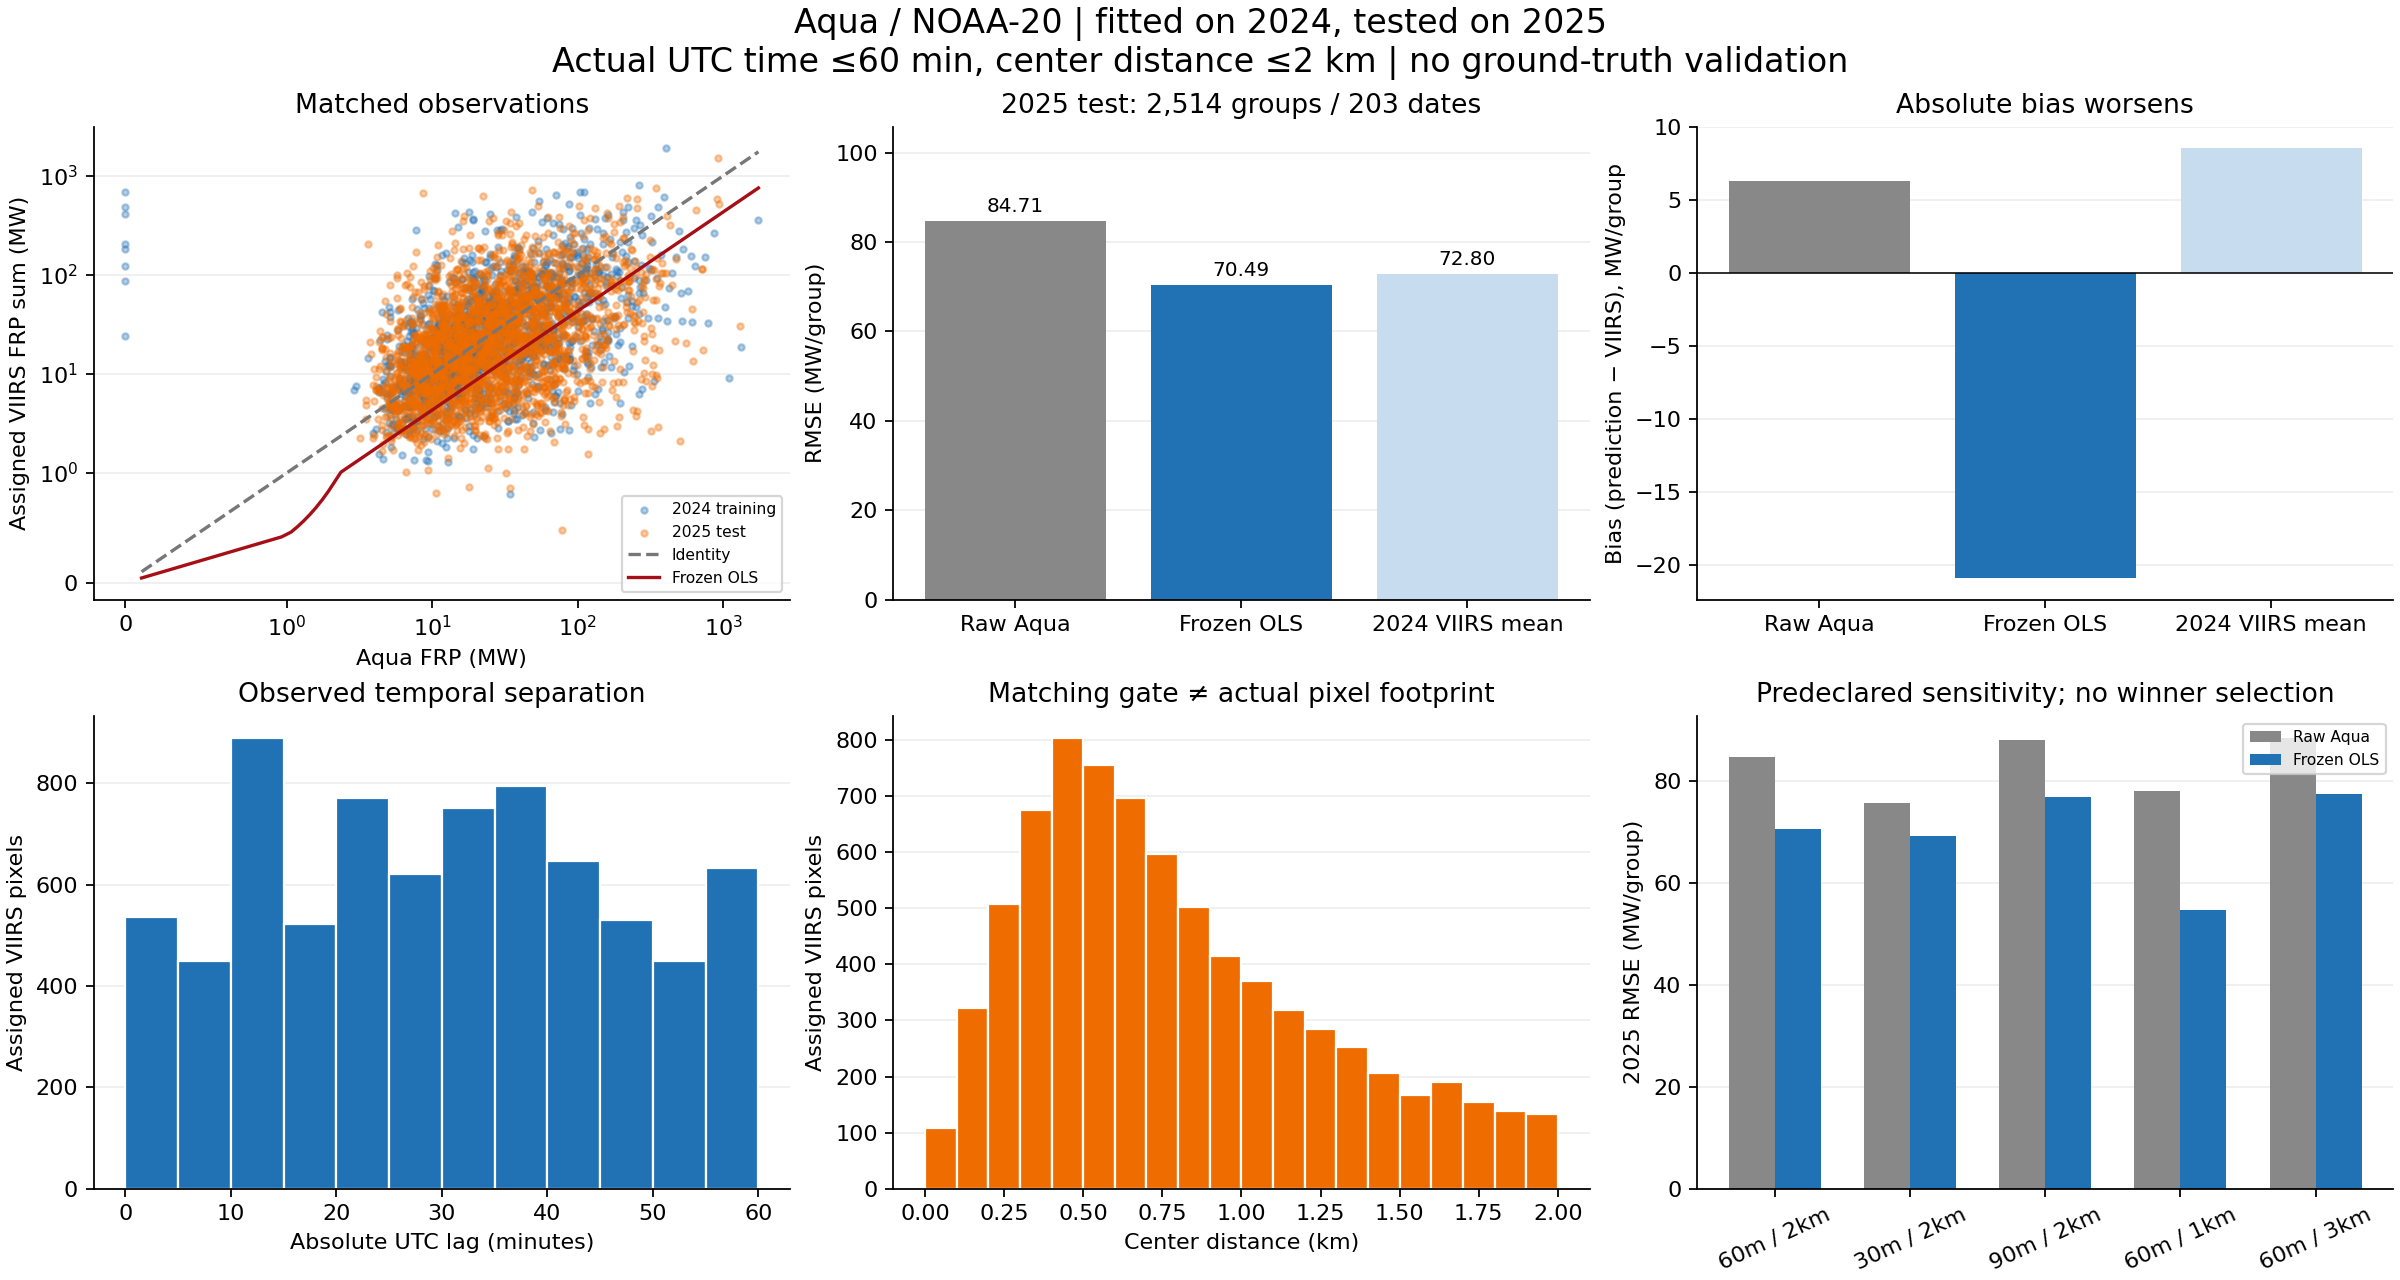 Aqua / NOAA-20 | fitted on 2024, tested on 2025
Actual UTC time ≤60 min, center distance ≤2 km | no ground-truth validation
Matched observations
Assigned VIIRS FRP sum (MW)
10³
10²
10¹
10⁰
0
0
10⁰
10¹
10²
10³
Aqua FRP (MW)
2024 training
2025 test
Identity
Frozen OLS
2025 test: 2,514 groups / 203 dates
RMSE (MW/group)
100
80
60
40
20
0
84.71
70.49
72.80
Raw Aqua
Frozen OLS
2024 VIIRS mean
Absolute bias worsens
Bias (prediction − VIIRS), MW/group
10
5
0
−5
−10
−15
−20
Raw Aqua
Frozen OLS
2024 VIIRS mean
Observed temporal separation
Assigned VIIRS pixels
800
600
400
200
0
0
10
20
30
40
50
60
Absolute UTC lag (minutes)
Matching gate ≠ actual pixel footprint
Assigned VIIRS pixels
800
700
600
500
400
300
200
100
0
0.00
0.25
0.50
0.75
1.00
1.25
1.50
1.75
2.00
Center distance (km)
Predeclared sensitivity; no winner selection
2025 RMSE (MW/group)
80
60
40
20
0
Raw Aqua
Frozen OLS
60m / 2km
30m / 2km
90m / 2km
60m / 1km
60m / 3km